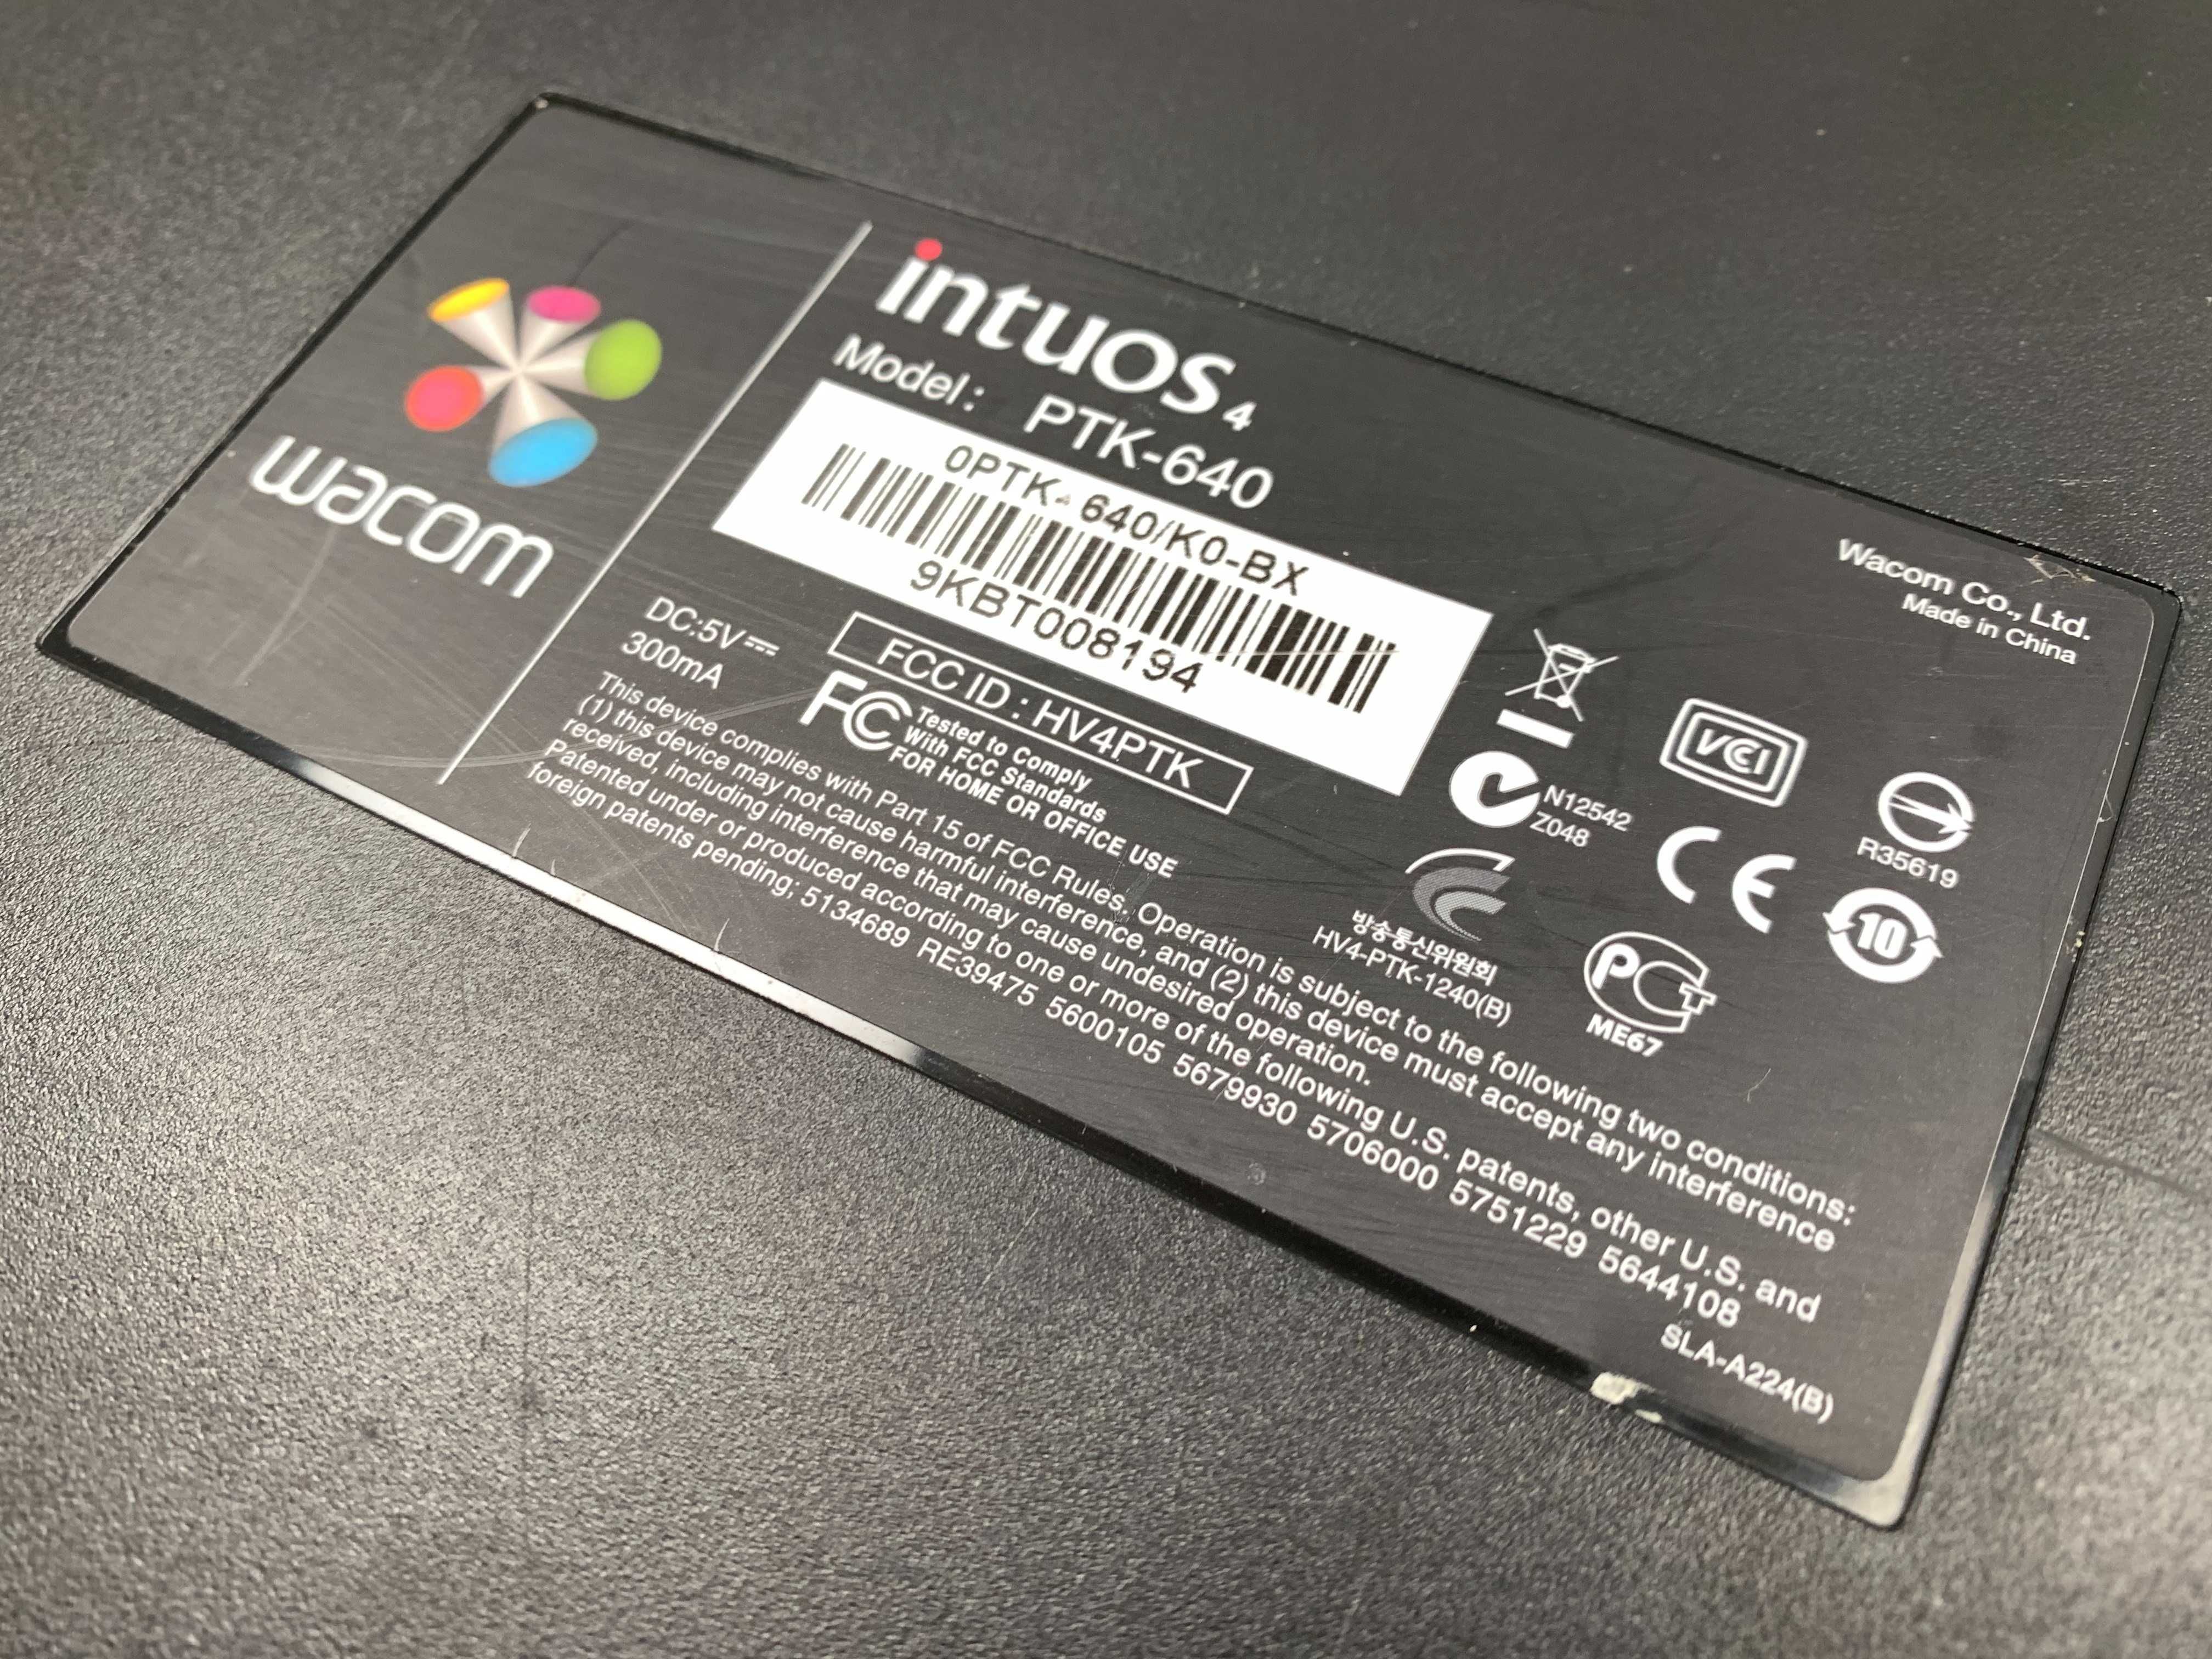 wacom
intuos4
Model: PTK-640
0PTK-640/K0-BX
9KBT008194
DC:5V
300mA
FCC ID : HV4PTK
FC Tested to Comply
With FCC Standards
FOR HOME OR OFFICE USE
This device complies with Part 15 of FCC Rules, Operation is subject to the following two conditions:
(1) this device may not cause harmful interference, and (2) this device must accept any interference
received, including interference that may cause undesired operation.
Patented under or produced according to one or more of the following U.S. patents, other U.S. and
foreign patents pending; 5134689 RE39475 5600105 5679930 5706000 5751229 5644108
SLA-A224(B)
Wacom Co., Ltd.
Made in China
VCI
N12542
Z048
CE
R35619
방송통신위원회
HV4-PTK-1240(B)
PCT
ME67
10